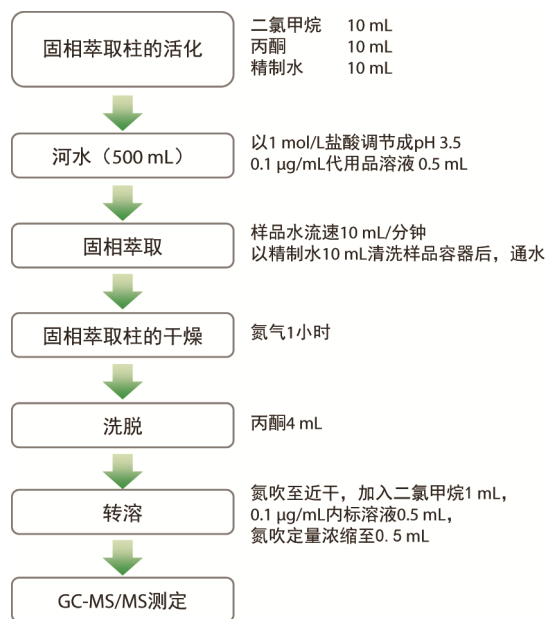 固相萃取柱的活化
二氯甲烷 10 mL
丙酮 10 mL
精制水 10 mL
河水（500 mL）
以1 mol/L盐酸调节成pH 3.5
0.1 μg/mL代用品溶液 0.5 mL
固相萃取
样品水流速10 mL/分钟
以精制水10 mL清洗样品容器后，通水
固相萃取柱的干燥
氮气1小时
洗脱
丙酮4 mL
转溶
氮吹至近干，加入二氯甲烷1 mL，
0.1 μg/mL内标溶液0.5 mL，
氮吹定量浓缩至0. 5 mL
GC-MS/MS测定